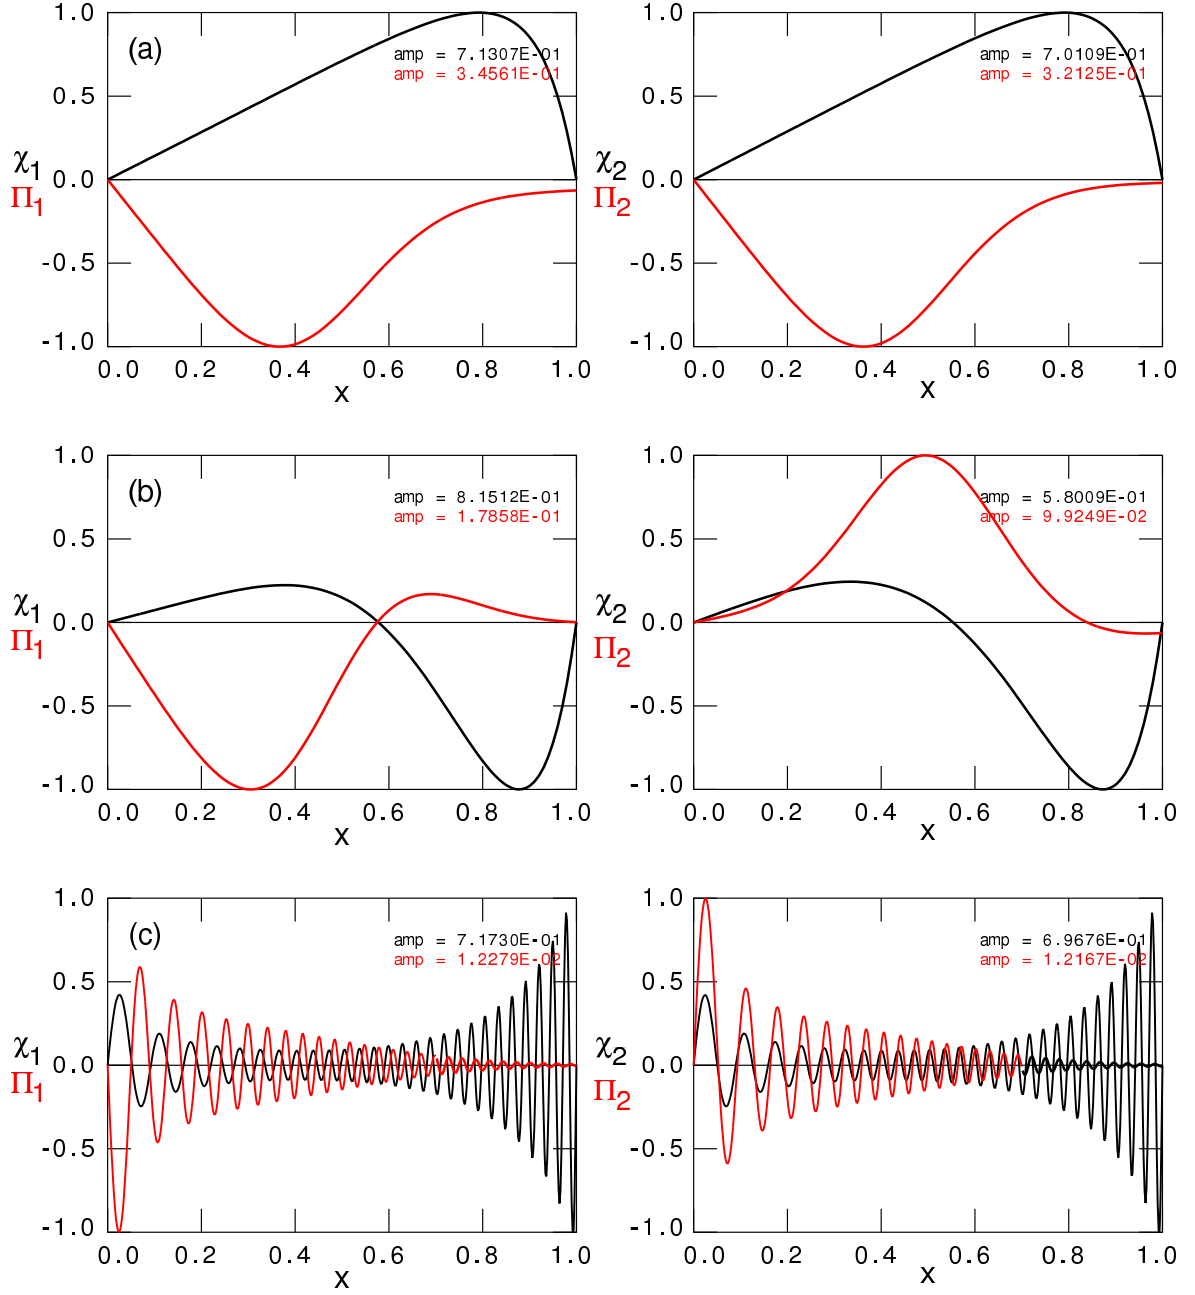 (a)
amp = 7.1307E-01
amp = 3.4561E-01
1.0
0.5
0.0
-0.5
-1.0
χ1
Π1
0.0 0.2 0.4 0.6 0.8 1.0
x
amp = 7.0109E-01
amp = 3.2125E-01
1.0
0.5
0.0
-0.5
-1.0
χ2
Π2
0.0 0.2 0.4 0.6 0.8 1.0
x
(b)
amp = 8.1512E-01
amp = 1.7858E-01
1.0
0.5
0.0
-0.5
-1.0
χ1
Π1
0.0 0.2 0.4 0.6 0.8 1.0
x
amp = 5.8009E-01
amp = 9.9249E-02
1.0
0.5
0.0
-0.5
-1.0
χ2
Π2
0.0 0.2 0.4 0.6 0.8 1.0
x
(c)
amp = 7.1730E-01
amp = 1.2279E-02
1.0
0.5
0.0
-0.5
-1.0
χ1
Π1
0.0 0.2 0.4 0.6 0.8 1.0
x
amp = 6.9676E-01
amp = 1.2167E-02
1.0
0.5
0.0
-0.5
-1.0
χ2
Π2
0.0 0.2 0.4 0.6 0.8 1.0
x